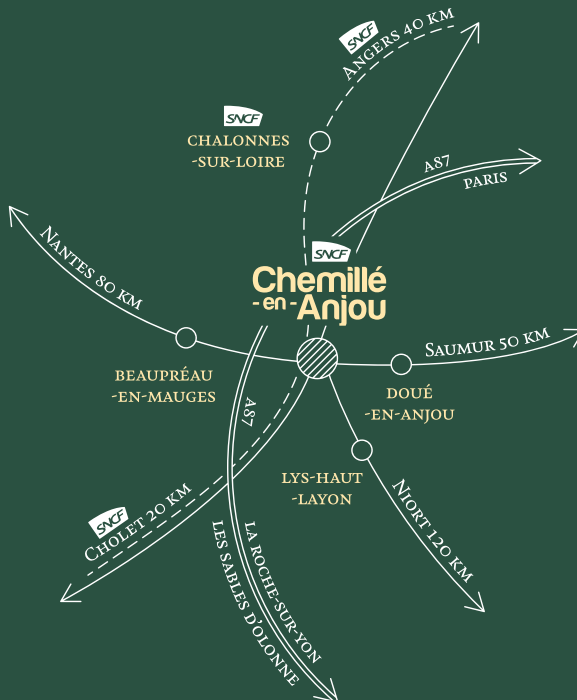 SNCF
ANGERS 40 KM
SNCF
CHALONNES
-SUR-LOIRE
A87
PARIS
NANTES 80 KM
SNCF
Chemillé
-en-Anjou
SAUMUR 50 KM
BEAUPRÉAU
-EN-MAUGES
DOUÉ
-EN-ANJOU
A87
LYS-HAUT
-LAYON
SNCF
CHOLET 20 KM
NIORT 120 KM
LA ROCHE-SUR-YON
LES SABLES D'OLONNE